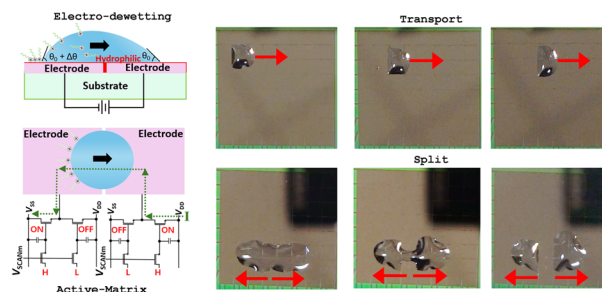 Electro-dewetting
θ₀ + Δθ
Hydrophilic
θ₀
Electrode
Electrode
Substrate
Electrode
Electrode
I
V_SS
V_DD
V_SS
V_DD
ON
OFF
OFF
ON
V_SCANm
V_SCANm
H
L
L
H
Active-Matrix
Transport
Split